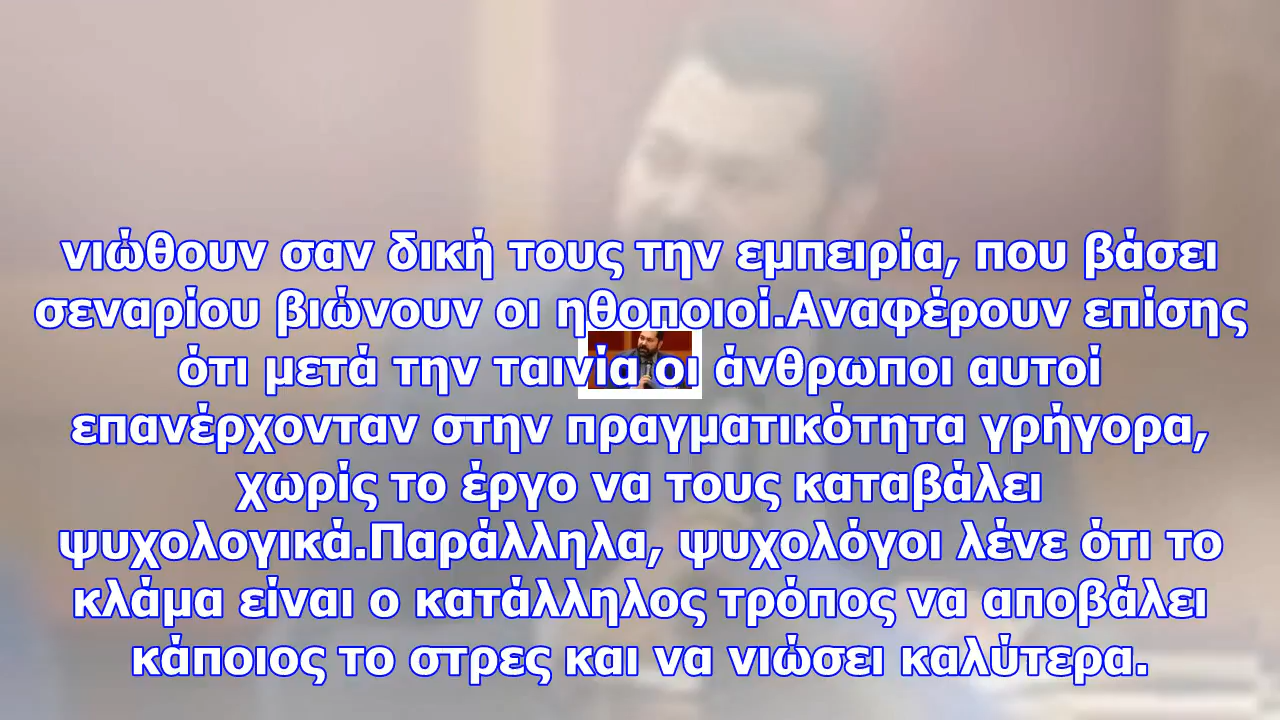 νιώθουν σαν δική τους την εμπειρία, που βάσει
σεναρίου βιώνουν οι ηθοποιοί.Αναφέρουν επίσης
ότι μετά την ταινία οι άνθρωποι αυτοί
επανέρχονταν στην πραγματικότητα γρήγορα,
χωρίς το έργο να τους καταβάλει
ψυχολογικά.Παράλληλα, ψυχολόγοι λένε ότι το
κλάμα είναι ο κατάλληλος τρόπος να αποβάλει
κάποιος το στρες και να νιώσει καλύτερα.